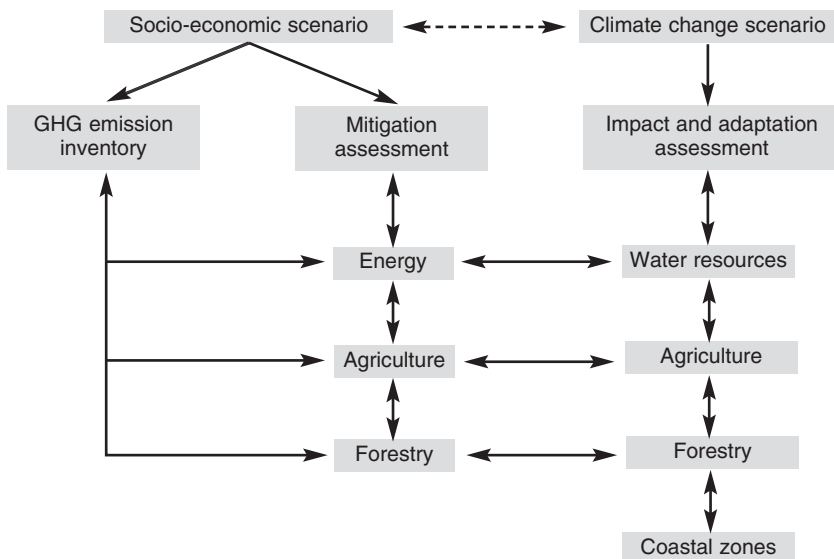 Socio-economic scenario
Climate change scenario
GHG emission
inventory
Mitigation
assessment
Impact and adaptation
assessment
Energy
Water resources
Agriculture
Agriculture
Forestry
Forestry
Coastal zones